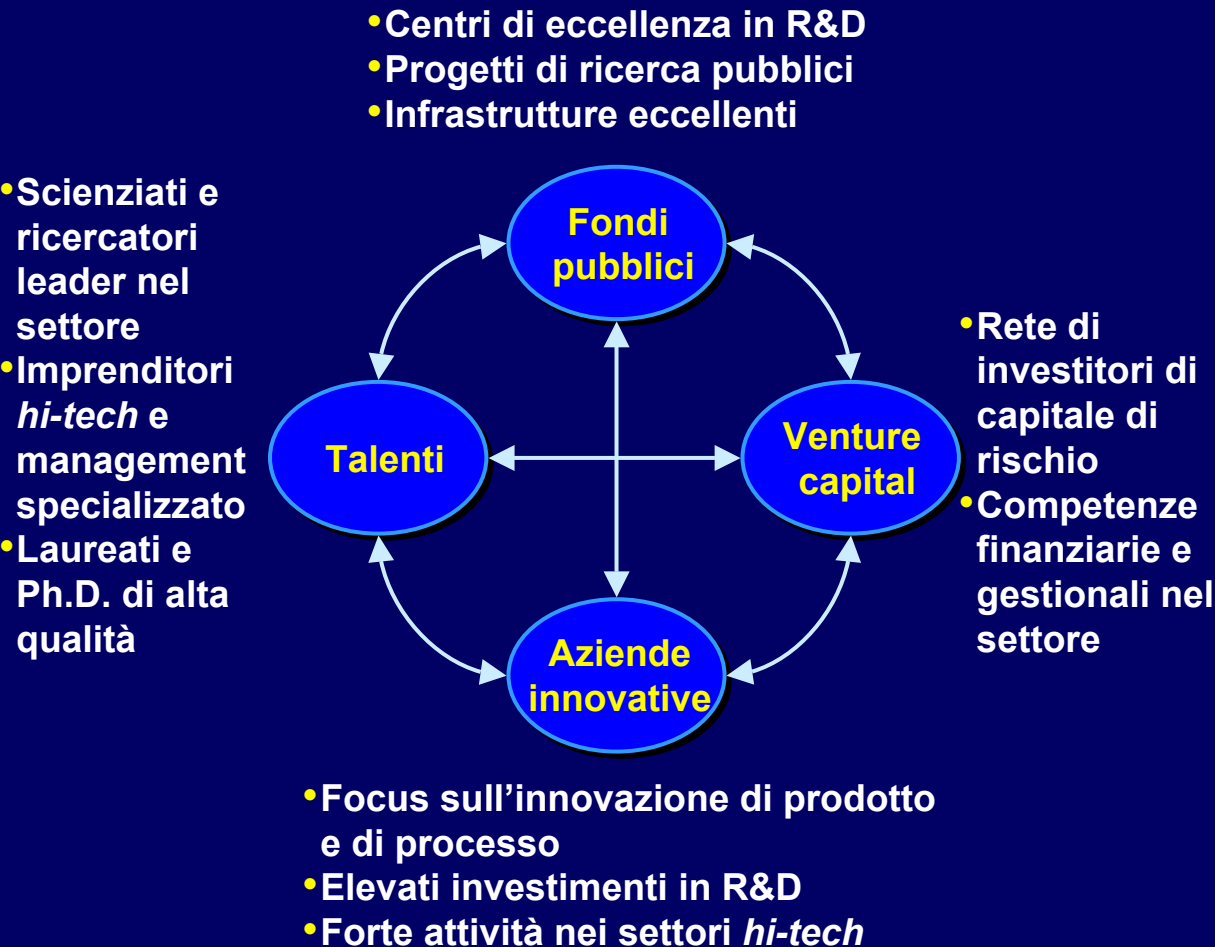 •Centri di eccellenza in R&D
•Progetti di ricerca pubblici
•Infrastrutture eccellenti
•Scienziati e
ricercatori
leader nel
settore
•Imprenditori
hi-tech e
management
specializzato
•Laureati e
Ph.D. di alta
qualità
Fondi
pubblici
Talenti
Venture
capital
Aziende
innovative
•Rete di
investitori di
capitale di
rischio
•Competenze
finanziarie e
gestionali nel
settore
•Focus sull’innovazione di prodotto
e di processo
•Elevati investimenti in R&D
•Forte attività nei settori hi-tech